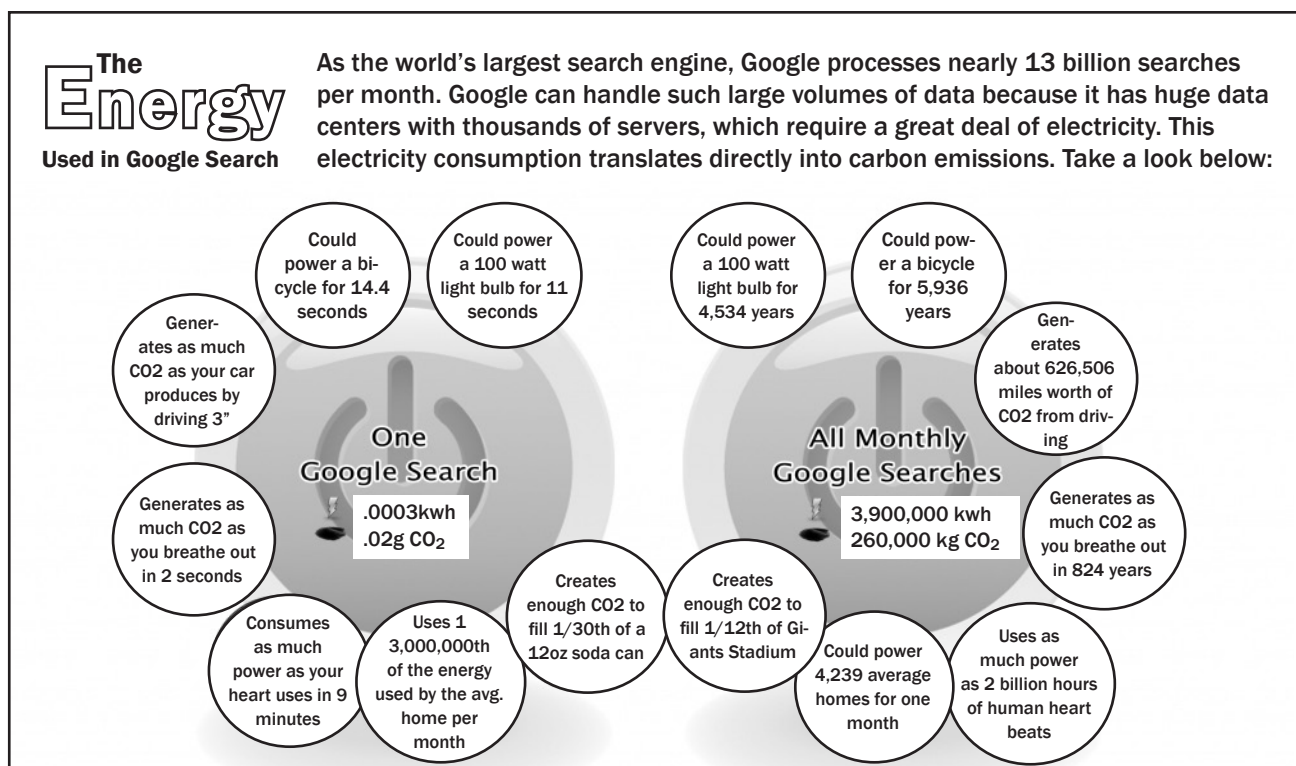 The
Energy
Used in Google Search
As the world’s largest search engine, Google processes nearly 13 billion searches
per month. Google can handle such large volumes of data because it has huge data
centers with thousands of servers, which require a great deal of electricity. This
electricity consumption translates directly into carbon emissions. Take a look below:
Could
power a bi-
cycle for 14.4
seconds
Could power
a 100 watt
light bulb for 11
seconds
Gener-
ates as much
CO2 as your car
produces by
driving 3”
One
Google Search
.0003kwh
.02g CO₂
Generates as
much CO2 as
you breathe out
in 2 seconds
Consumes
as much
power as your
heart uses in 9
minutes
Uses 1
3,000,000th
of the energy
used by the avg.
home per
month
Creates
enough CO2 to
fill 1/30th of a
12oz soda can
Could power
a 100 watt
light bulb for
4,534 years
Could pow-
er a bicycle
for 5,936
years
Gen-
erates
about 626,506
miles worth of
CO2 from driv-
ing
All Monthly
Google Searches
3,900,000 kwh
260,000 kg CO₂
Generates as
much CO2 as
you breathe out
in 824 years
Creates
enough CO2 to
fill 1/12th of Gi-
ants Stadium
Could power
4,239 average
homes for one
month
Uses as
much power
as 2 billion hours
of human heart
beats